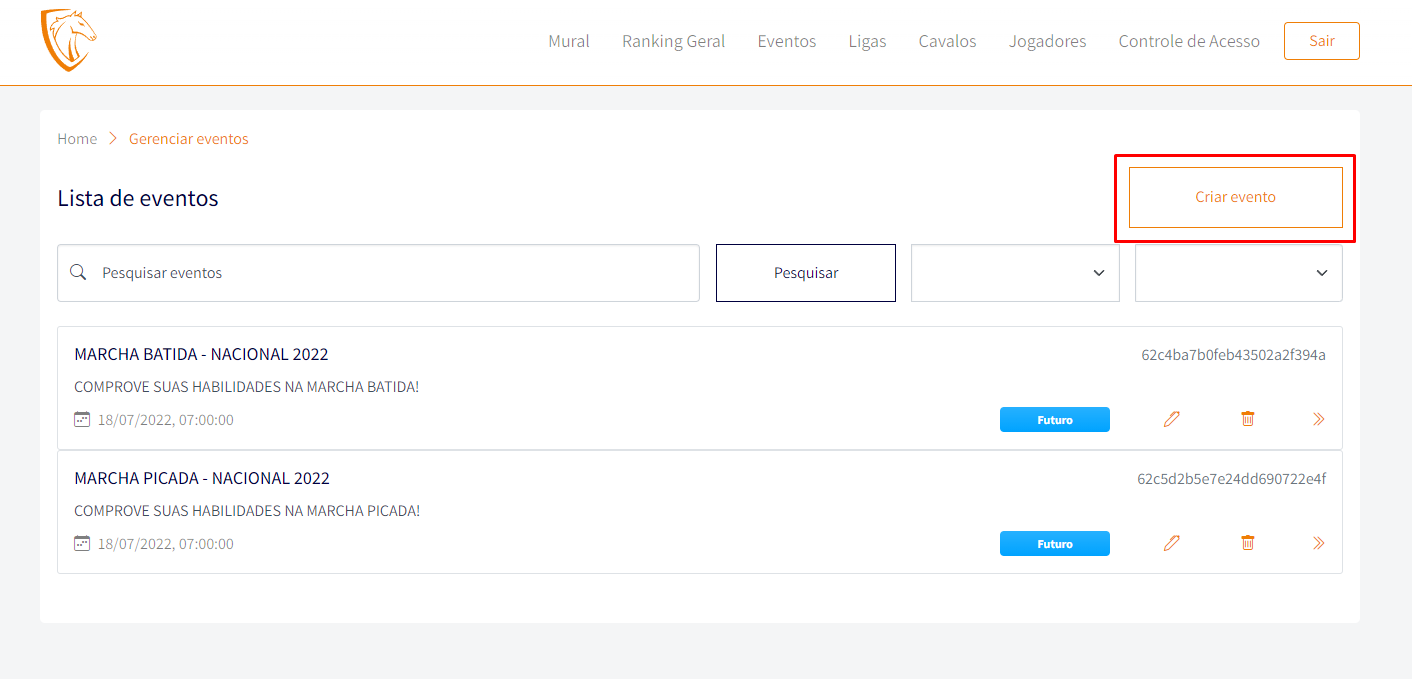 Mural Ranking Geral Eventos Ligas Cavalos Jogadores Controle de Acesso Sair
Home Gerenciar eventos
Lista de eventos
Criar evento
Pesquisar eventos
Pesquisar
MARCHA BATIDA - NACIONAL 2022
62c4ba7b0feb43502a2f394a
COMPROVE SUAS HABILIDADES NA MARCHA BATIDA!
18/07/2022, 07:00:00
Futuro
MARCHA PICADA - NACIONAL 2022
62c5d2b5e7e24dd690722e4f
COMPROVE SUAS HABILIDADES NA MARCHA PICADA!
18/07/2022, 07:00:00
Futuro